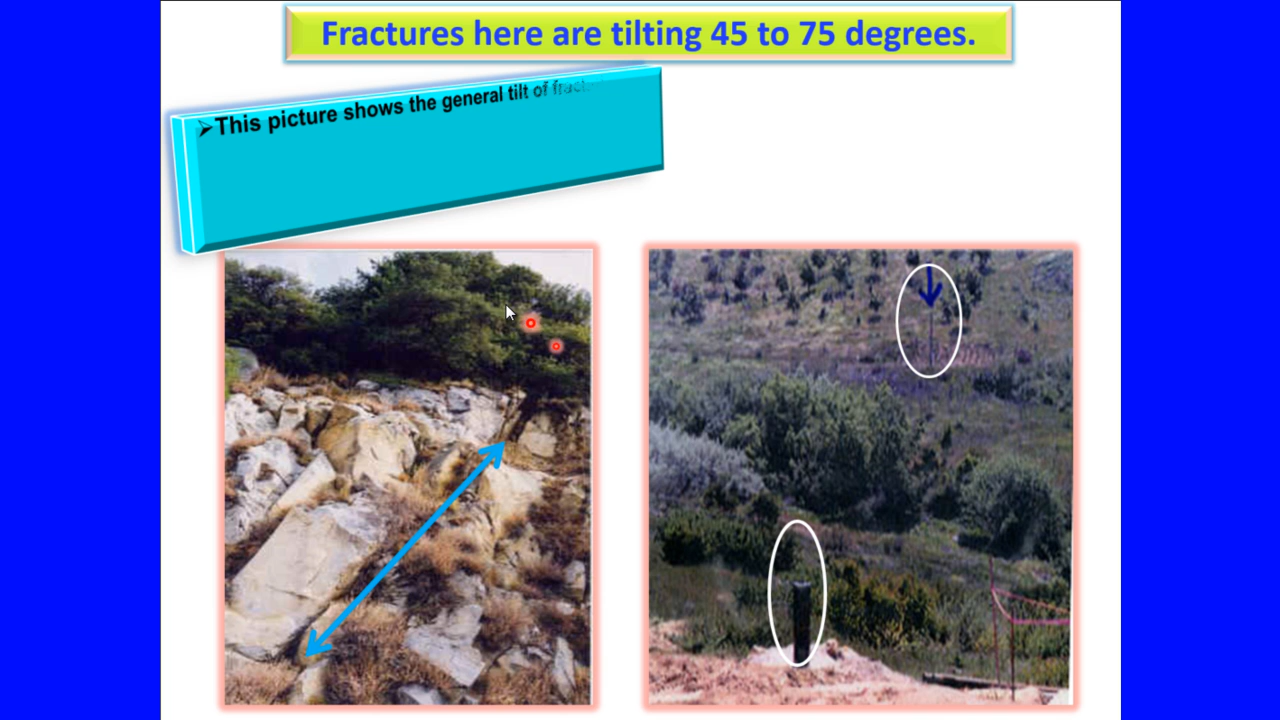 Fractures here are tilting 45 to 75 degrees.
➢This picture shows the general tilt of